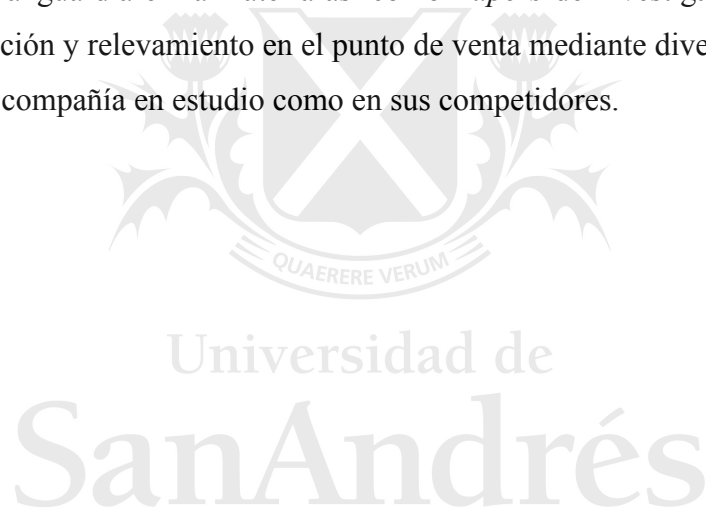 ción y relevamiento en el punto de venta mediante dive
compañía en estudio como en sus competidores.
QUAERERE VERUM
Universidad de
SanAndrés